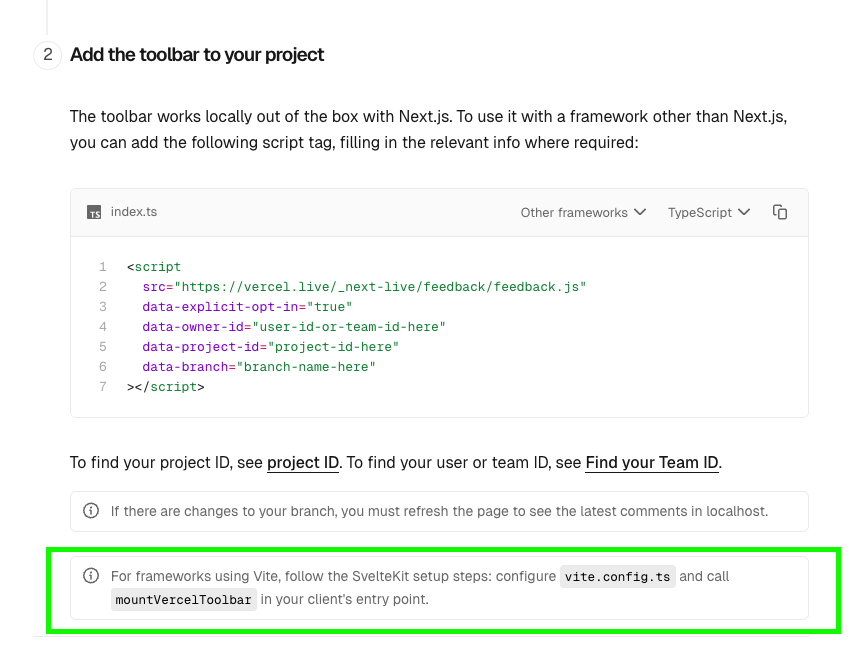 2 Add the toolbar to your project
The toolbar works locally out of the box with Next.js. To use it with a framework other than Next.js,
you can add the following script tag, filling in the relevant info where required:
TS index.ts Other frameworks TypeScript
1 <script
2   src="https://vercel.live/_next-live/feedback/feedback.js"
3   data-explicit-opt-in="true"
4   data-owner-id="user-id-or-team-id-here"
5   data-project-id="project-id-here"
6   data-branch="branch-name-here"
7 ></script>
To find your project ID, see project ID. To find your user or team ID, see Find your Team ID.
If there are changes to your branch, you must refresh the page to see the latest comments in localhost.
For frameworks using Vite, follow the SvelteKit setup steps: configure vite.config.ts and call
mountVercelToolbar in your client's entry point.